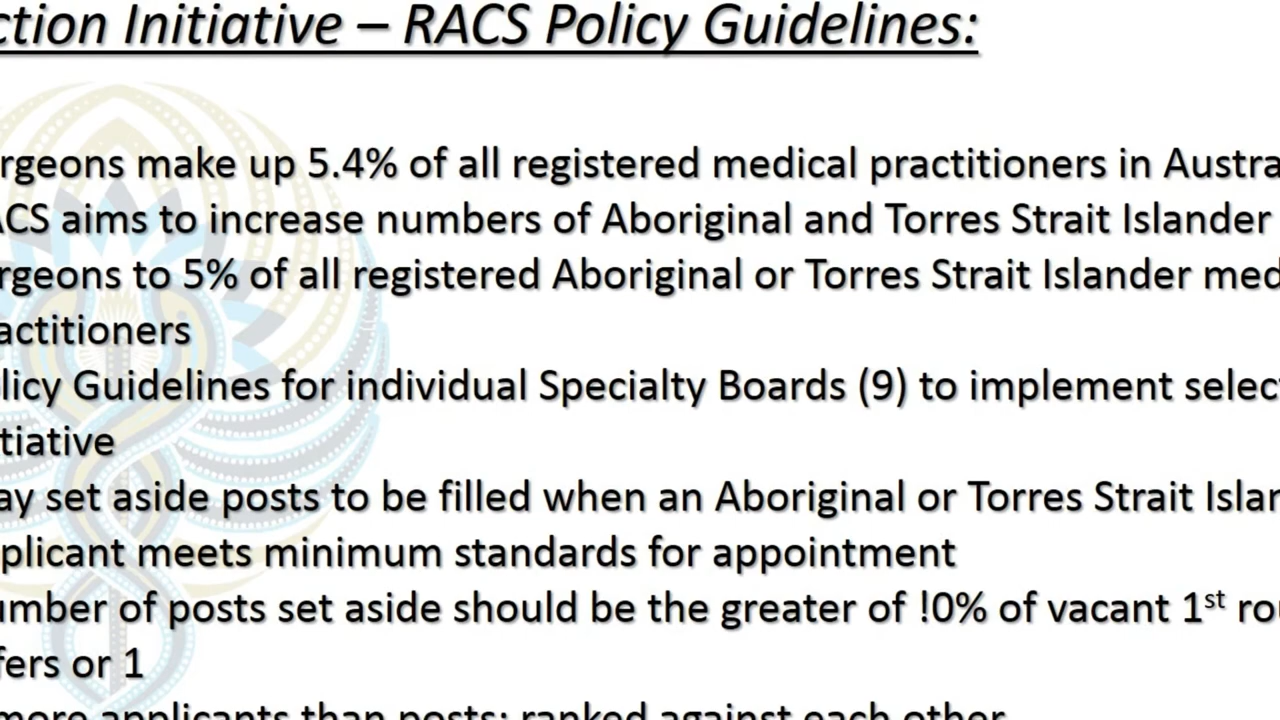 ction Initiative – RACS Policy Guidelines:
rgeons make up 5.4% of all registered medical practitioners in Austra
ACS aims to increase numbers of Aboriginal and Torres Strait Islander
rgeons to 5% of all registered Aboriginal or Torres Strait Islander med
actitioners
licy Guidelines for individual Specialty Boards (9) to implement select
tiative
ay set aside posts to be filled when an Aboriginal or Torres Strait Islan
plicant meets minimum standards for appointment
umber of posts set aside should be the greater of !0% of vacant 1st rou
fers or 1
more applicants than posts: ranked against each other